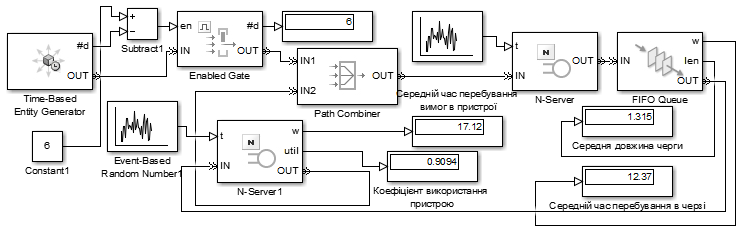 #d
OUT
Time-Based
Entity Generator
+
−
Subtract1
en
IN
#d
OUT
Enabled Gate
6
IN1
IN2
Path Combiner
Середній час перебування
вимог в пристрої
17.12
t
IN
OUT
N-Server
IN
w
len
OUT
FIFO Queue
1.315
Середня довжина черги
12.37
Середній час перебування в черзі
6
Constant1
Event-Based
Random Number1
t
IN
N
w
util
OUT
N-Server1
0.9094
Коефіцієнт використання
пристрою
N